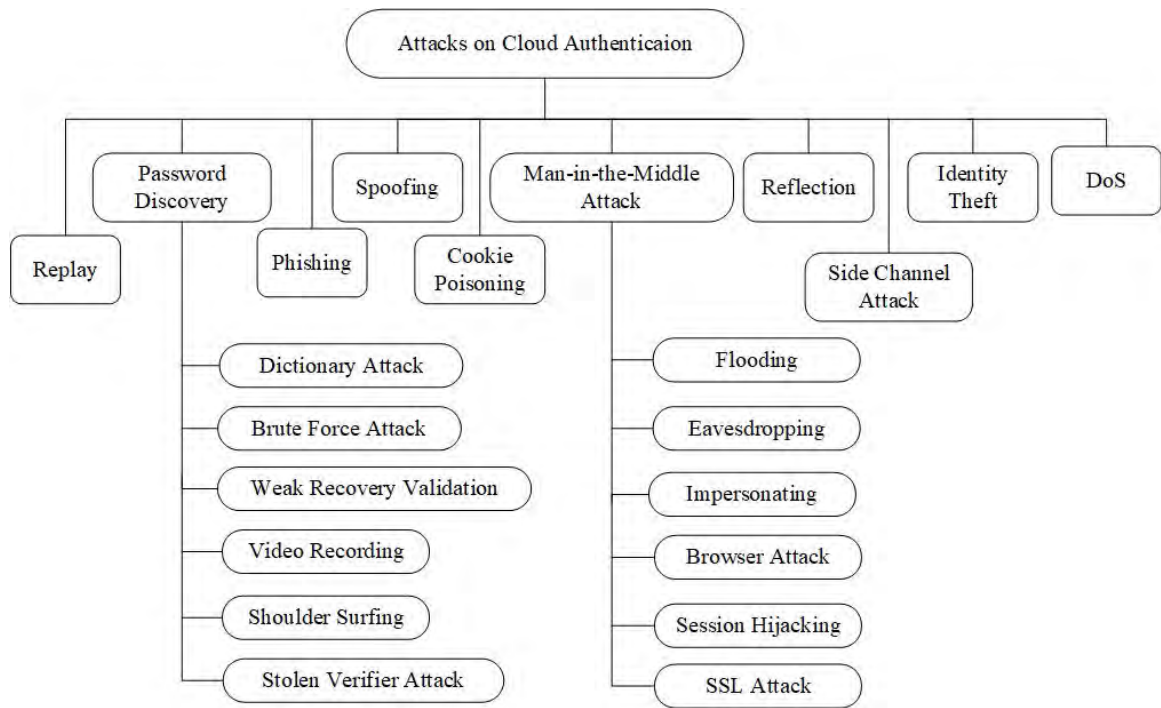 Attacks on Cloud Authenticaion
Password
Discovery
Spoofing
Man-in-the-Middle
Attack
Reflection
Identity
Theft
DoS
Replay
Phishing
Cookie
Poisoning
Side Channel
Attack
Dictionary Attack
Brute Force Attack
Weak Recovery Validation
Video Recording
Shoulder Surfing
Stolen Verifier Attack
Flooding
Eavesdropping
Impersonating
Browser Attack
Session Hijacking
SSL Attack